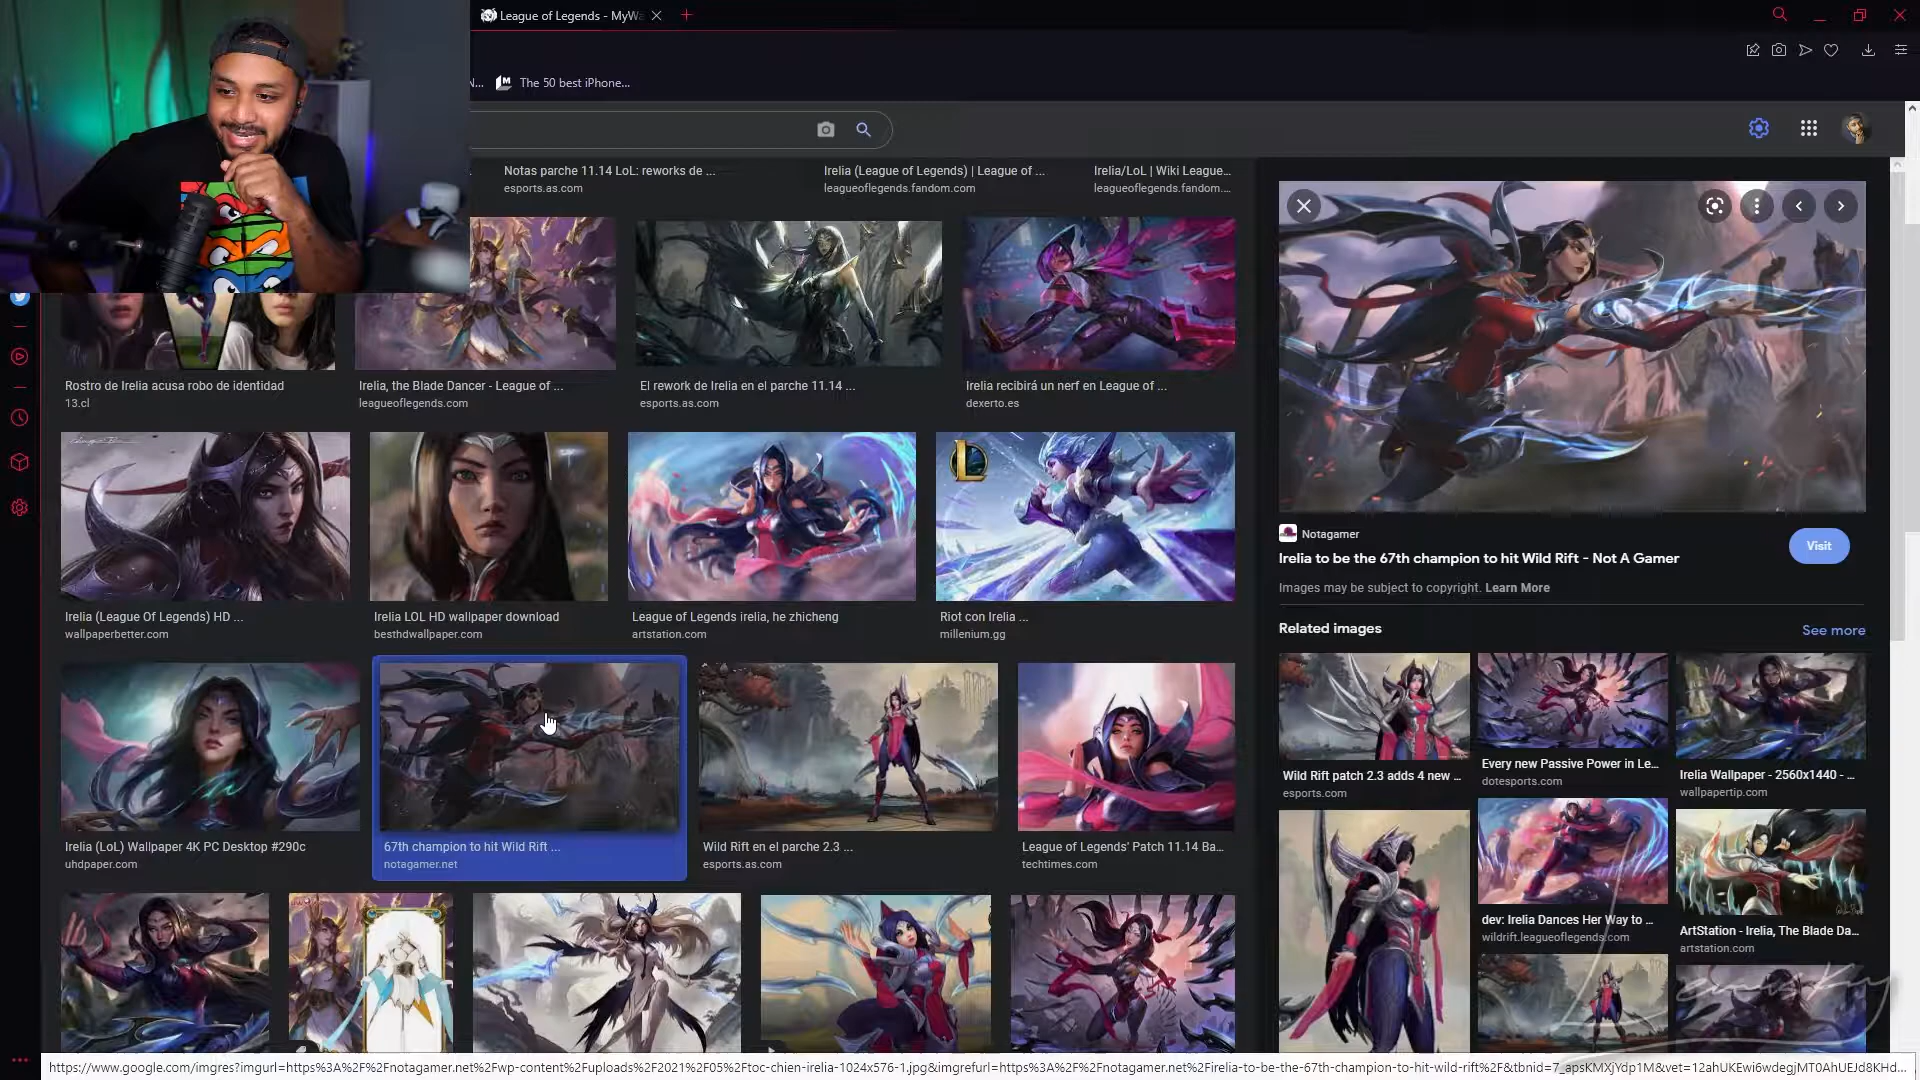 League of Legends - MyWa
N...
The 50 best iPhone...
Notas parche 11.14 LoL: reworks de ...
esports.as.com
Irelia (League of Legends) | League of ...
leagueoflegends.fandom.com
Irelia/LoL | Wiki League...
leagueoflegends.fandom....
Rostro de Irelia acusa robo de identidad
13.cl
Irelia, the Blade Dancer - League of ...
leagueoflegends.com
El rework de Irelia en el parche 11.14 ...
esports.as.com
Irelia recibirá un nerf en League of ...
dexerto.es
Irelia (League Of Legends) HD ...
wallpaperbetter.com
Irelia LOL HD wallpaper download
besthdwallpaper.com
League of Legends irelia, he zhicheng
artstation.com
Riot con Irelia ...
millenium.gg
Irelia (LoL) Wallpaper 4K PC Desktop #290c
uhdpaper.com
67th champion to hit Wild Rift ...
notagamer.net
Wild Rift en el parche 2.3 ...
esports.as.com
League of Legends' Patch 11.14 Ba...
techtimes.com
Notagamer
Irelia to be the 67th champion to hit Wild Rift - Not A Gamer
Visit
Images may be subject to copyright. Learn More
Related images
See more
Wild Rift patch 2.3 adds 4 new ...
esports.com
Every new Passive Power in Le...
dotesports.com
Irelia Wallpaper - 2560x1440 - ...
wallpapertip.com
dev: Irelia Dances Her Way to ...
wildrift.leagueoflegends.com
ArtStation - Irelia, The Blade Da...
artstation.com
https://www.google.com/imgres?imgurl=https%3A%2F%2Fnotagamer.net%2Fwp-content%2Fuploads%2F2021%2F05%2Ftoc-chien-irelia-1024x576-1.jpg&imgrefurl=https%3A%2F%2Fnotagamer.net%2Firelia-to-be-the-67th-champion-to-hit-wild-rift%2F&tbnid=7_apsKMXjYdp1M&vet=12ahUKEwi6wdegjMT0AhUEJd8KHd...